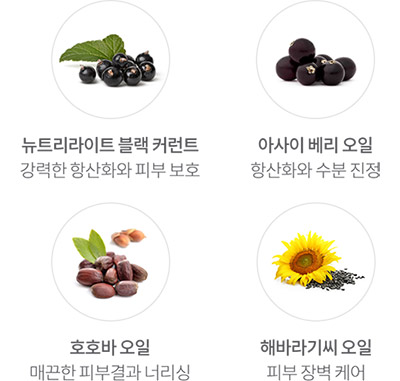 뉴트리라이트 블랙 커런트
강력한 항산화와 피부 보호
아사이 베리 오일
항산화와 수분 진정
호호바 오일
매끈한 피부결과 너리싱
해바라기씨 오일
피부 장벽 케어